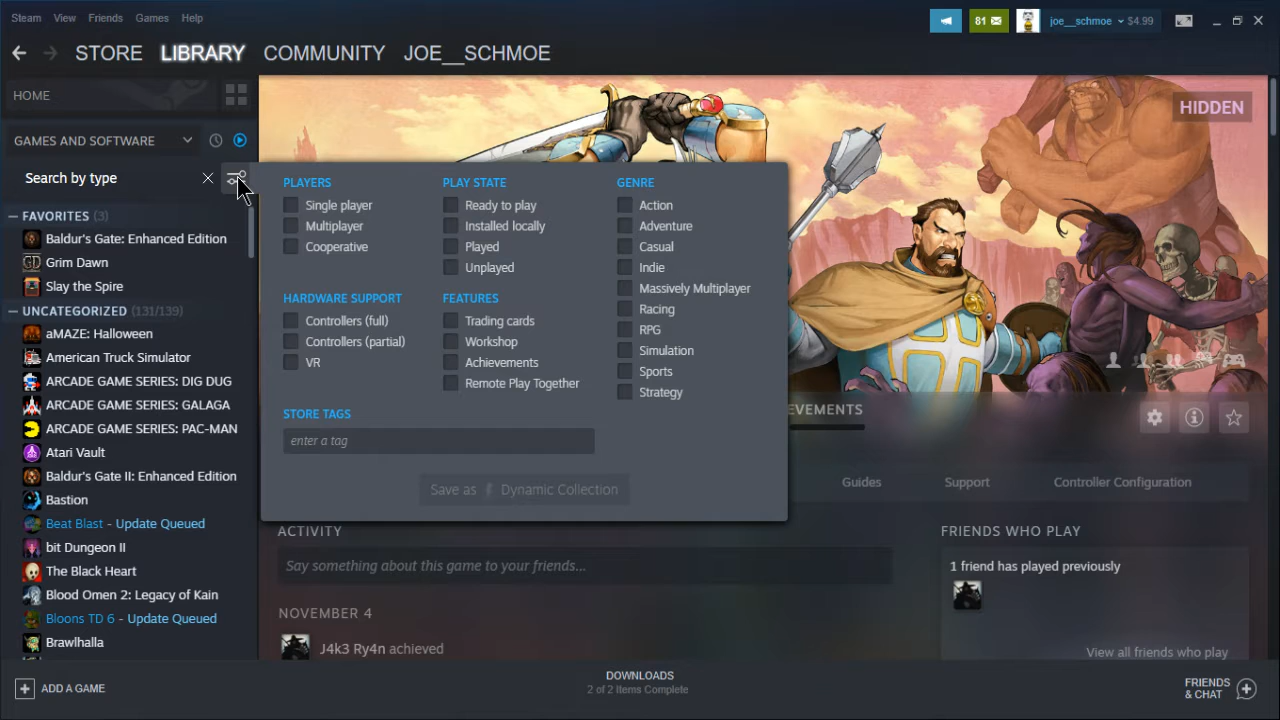 Steam View Friends Games Help
81 joe__schmoe $4.99
STORE LIBRARY COMMUNITY JOE__SCHMOE
HOME
HIDDEN
GAMES AND SOFTWARE
Search by type
FAVORITES (3)
Baldur's Gate: Enhanced Edition
Grim Dawn
Slay the Spire
UNCATEGORIZED (131/139)
aMAZE: Halloween
American Truck Simulator
ARCADE GAME SERIES: DIG DUG
ARCADE GAME SERIES: GALAGA
ARCADE GAME SERIES: PAC-MAN
Atari Vault
Baldur's Gate II: Enhanced Edition
Bastion
Beat Blast - Update Queued
bit Dungeon II
The Black Heart
Blood Omen 2: Legacy of Kain
Bloons TD 6 - Update Queued
Brawlhalla
PLAYERS
Single player
Multiplayer
Cooperative
HARDWARE SUPPORT
Controllers (full)
Controllers (partial)
VR
PLAY STATE
Ready to play
Installed locally
Played
Unplayed
FEATURES
Trading cards
Workshop
Achievements
Remote Play Together
GENRE
Action
Adventure
Casual
Indie
Massively Multiplayer
Racing
RPG
Simulation
Sports
Strategy
STORE TAGS
enter a tag
Save as Dynamic Collection
EVEMENTS
Guides Support Controller Configuration
ACTIVITY
Say something about this game to your friends...
NOVEMBER 4
J4k3 Ry4n achieved
FRIENDS WHO PLAY
1 friend has played previously
View all friends who play
ADD A GAME
DOWNLOADS
2 of 2 Items Complete
FRIENDS
& CHAT